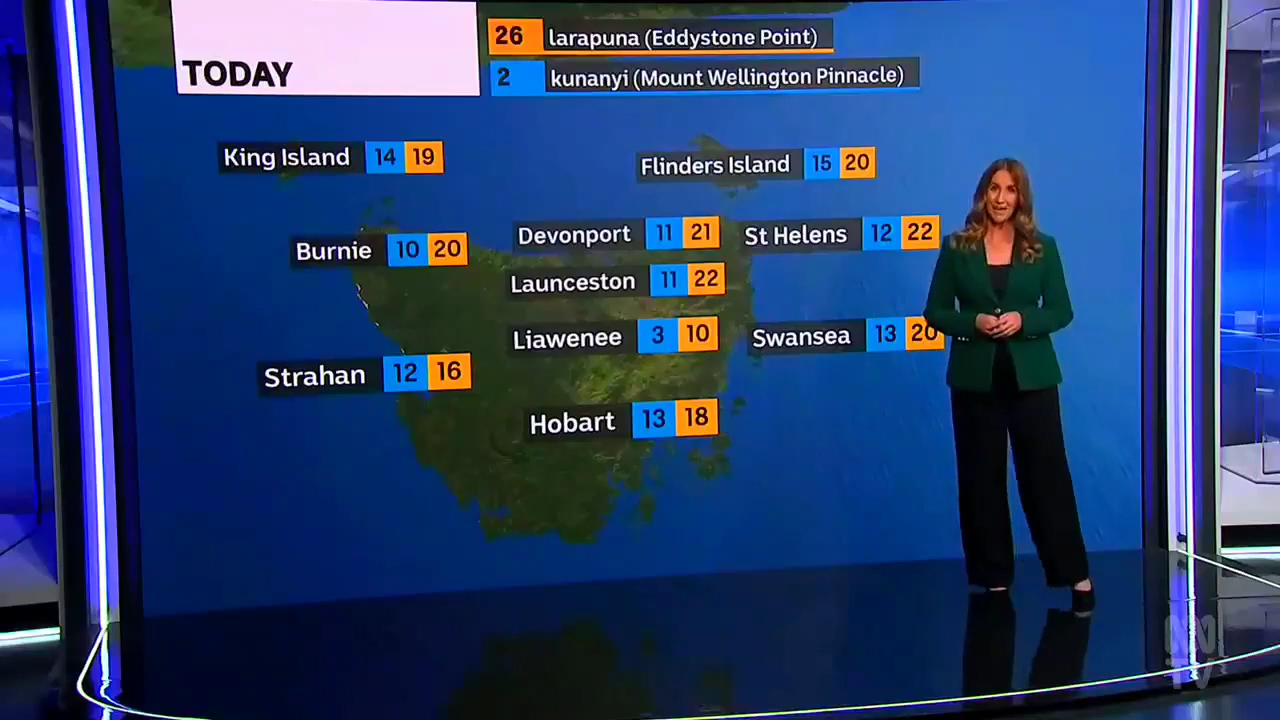 TODAY
26 larapuna (Eddystone Point)
2 kunanyi (Mount Wellington Pinnacle)
King Island 14 19
Flinders Island 15 20
Burnie 10 20
Devonport 11 21
St Helens 12 22
Launceston 11 22
Liawenee 3 10
Swansea 13 20
Strahan 12 16
Hobart 13 18
NN
TV